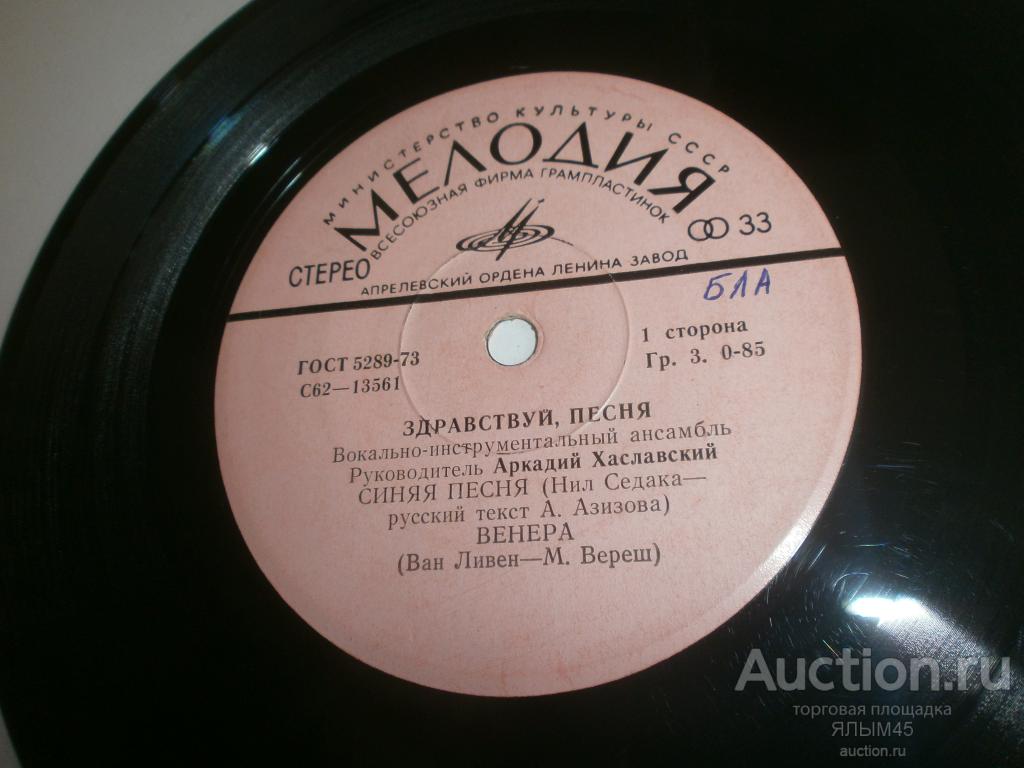 МИНИСТЕРСТВО КУЛЬТУРЫ СССР
МЕЛОДИЯ
ВСЕСОЮЗНАЯ ФИРМА ГРАМПЛАСТИНОК
СТЕРЕО
33
АПРЕЛЕВСКИЙ ОРДЕНА ЛЕНИНА ЗАВОД
БЛА
ГОСТ 5289-73
С62—13561
1 сторона
Гр. 3. 0-85
ЗДРАВСТВУЙ, ПЕСНЯ
Вокально-инструментальный ансамбль
Руководитель Аркадий Хаславский
СИНЯЯ ПЕСНЯ (Нил Седака—
русский текст А. Азизова)
ВЕНЕРА
(Ван Ливен—М. Вереш)
Auction.ru
торговая площадка
ЯЛЫМ45
auction.ru